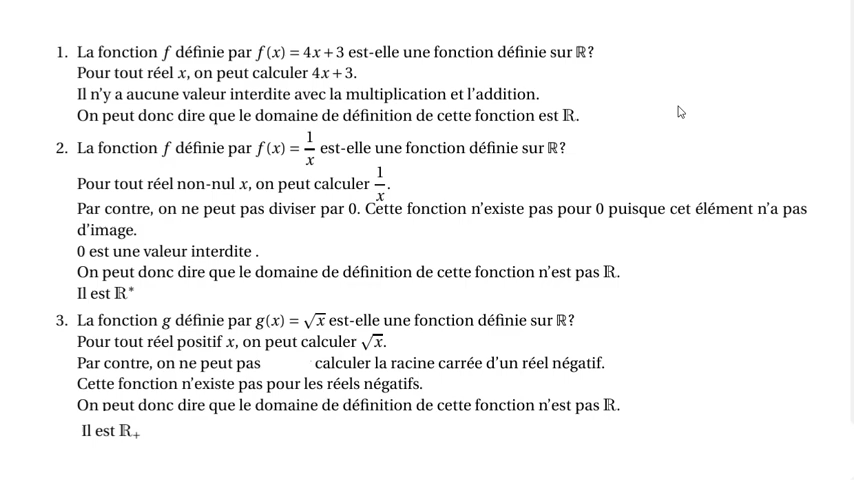 1. La fonction f définie par f(x) = 4x + 3 est-elle une fonction définie sur ℝ?
Pour tout réel x, on peut calculer 4x + 3.
Il n'y a aucune valeur interdite avec la multiplication et l'addition.
On peut donc dire que le domaine de définition de cette fonction est ℝ.
2. La fonction f définie par f(x) = 1/x est-elle une fonction définie sur ℝ?
Pour tout réel non-nul x, on peut calculer 1/x.
Par contre, on ne peut pas diviser par 0. Cette fonction n'existe pas pour 0 puisque cet élément n'a pas
d'image.
0 est une valeur interdite .
On peut donc dire que le domaine de définition de cette fonction n'est pas ℝ.
Il est ℝ*
3. La fonction g définie par g(x) = √x est-elle une fonction définie sur ℝ?
Pour tout réel positif x, on peut calculer √x.
Par contre, on ne peut pas calculer la racine carrée d'un réel négatif.
Cette fonction n'existe pas pour les réels négatifs.
On peut donc dire que le domaine de définition de cette fonction n'est pas ℝ.
Il est ℝ₊